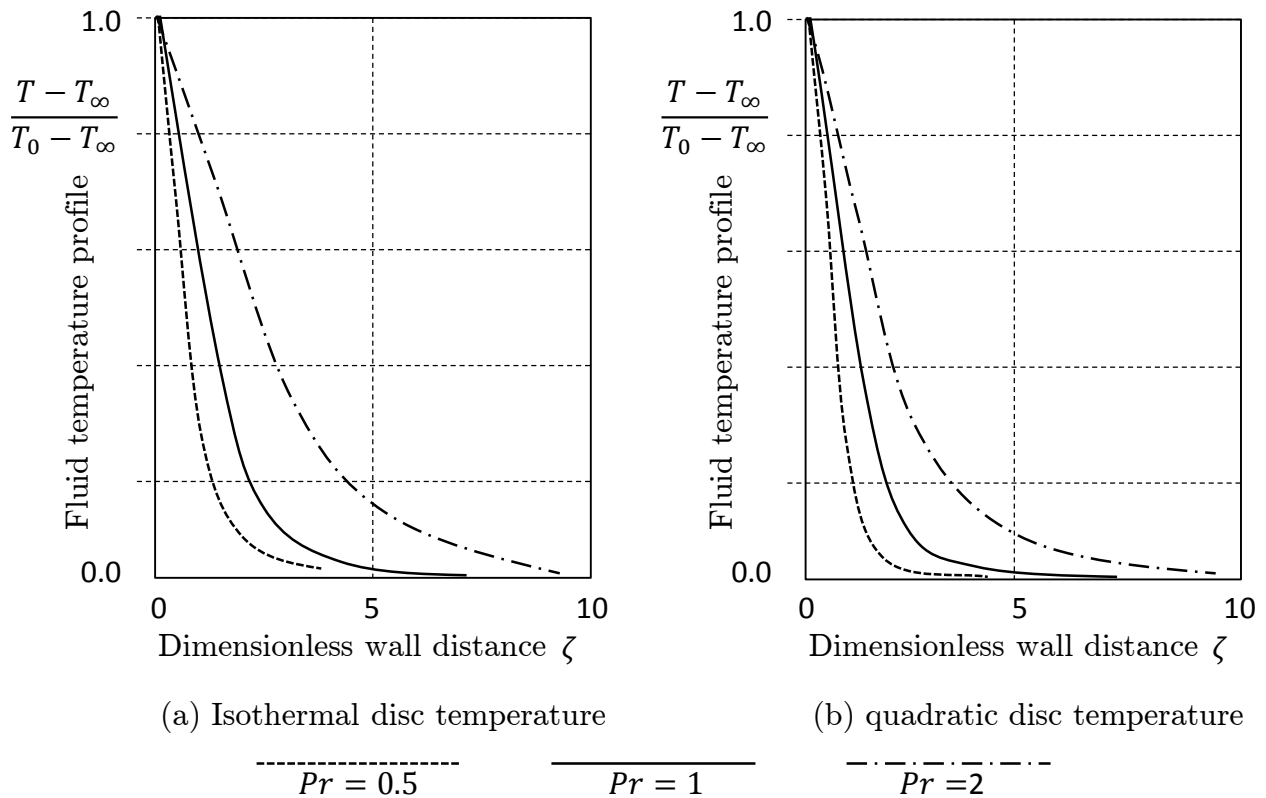 1.0
T − T∞
T₀ − T∞
Fluid temperature profile
0.0
0
5
10
Dimensionless wall distance ζ
(a) Isothermal disc temperature
1.0
T − T∞
T₀ − T∞
Fluid temperature profile
0.0
0
5
10
Dimensionless wall distance ζ
(b) quadratic disc temperature
Pr = 0.5
Pr = 1
Pr =2